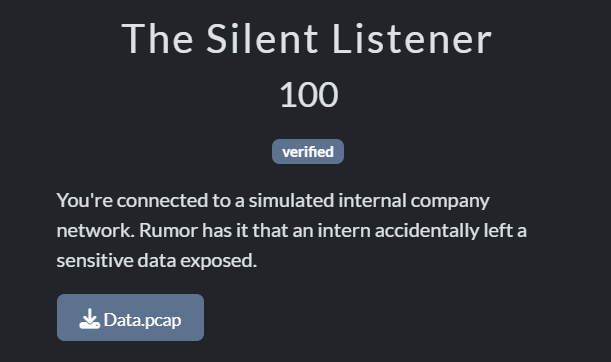 The Silent Listener
100
verified
You're connected to a simulated internal company
network. Rumor has it that an intern accidentally left a
sensitive data exposed.
Data.pcap